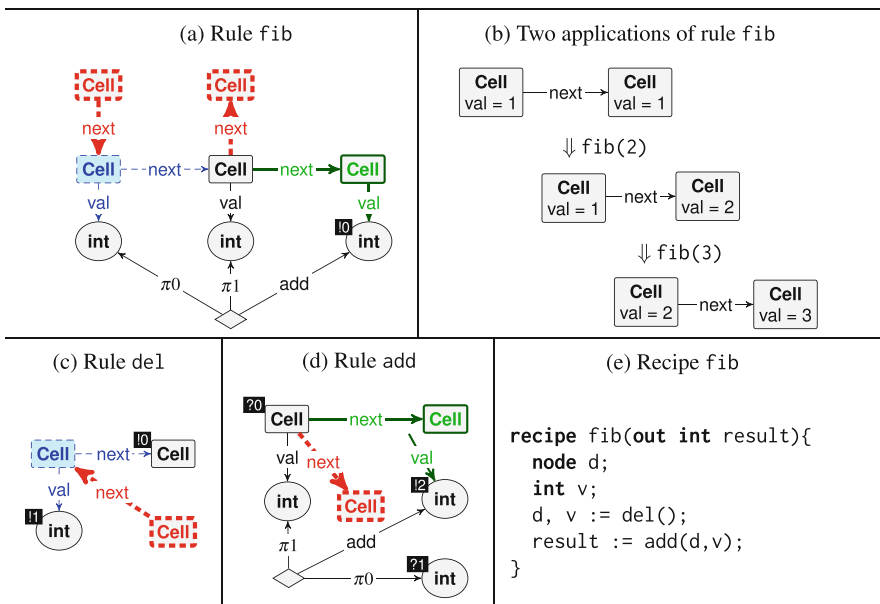 (a) Rule fib
Cell
Cell
next
next
Cell
next
Cell
next
Cell
val
val
val
int
int
!0
int
π0
π1
add
(b) Two applications of rule fib
Cell
val = 1
next
Cell
val = 1
⇓ fib(2)
Cell
val = 1
next
Cell
val = 2
⇓ fib(3)
Cell
val = 2
next
Cell
val = 3
(c) Rule del
Cell
next
!0
Cell
val
next
!1
int
Cell
(d) Rule add
?0
Cell
next
Cell
val
next
val
int
Cell
!2
int
π1
add
π0
?1
int
(e) Recipe fib
recipe fib(out int result){
node d;
int v;
d, v := del();
result := add(d,v);
}